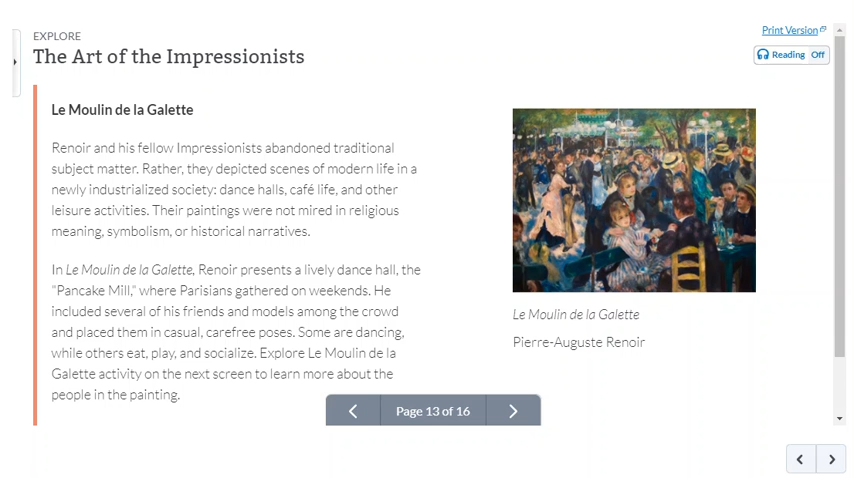 EXPLORE
The Art of the Impressionists
Print Version
Reading Off
Le Moulin de la Galette
Renoir and his fellow Impressionists abandoned traditional
subject matter. Rather, they depicted scenes of modern life in a
newly industrialized society: dance halls, café life, and other
leisure activities. Their paintings were not mired in religious
meaning, symbolism, or historical narratives.
In Le Moulin de la Galette, Renoir presents a lively dance hall, the
"Pancake Mill," where Parisians gathered on weekends. He
included several of his friends and models among the crowd
and placed them in casual, carefree poses. Some are dancing,
while others eat, play, and socialize. Explore Le Moulin de la
Galette activity on the next screen to learn more about the
people in the painting.
Le Moulin de la Galette
Pierre-Auguste Renoir
Page 13 of 16